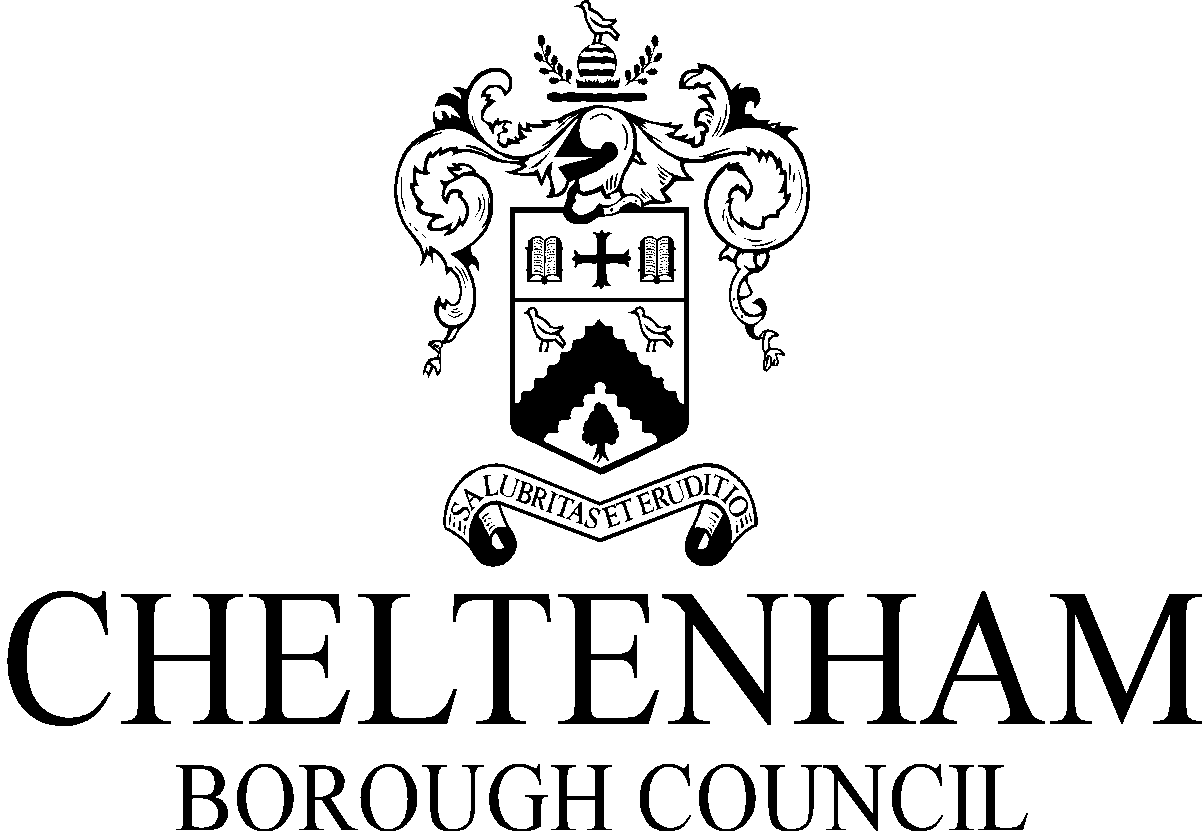 SALUBRITAS ET ERUDITIO
CHELTENHAM
BOROUGH COUNCIL